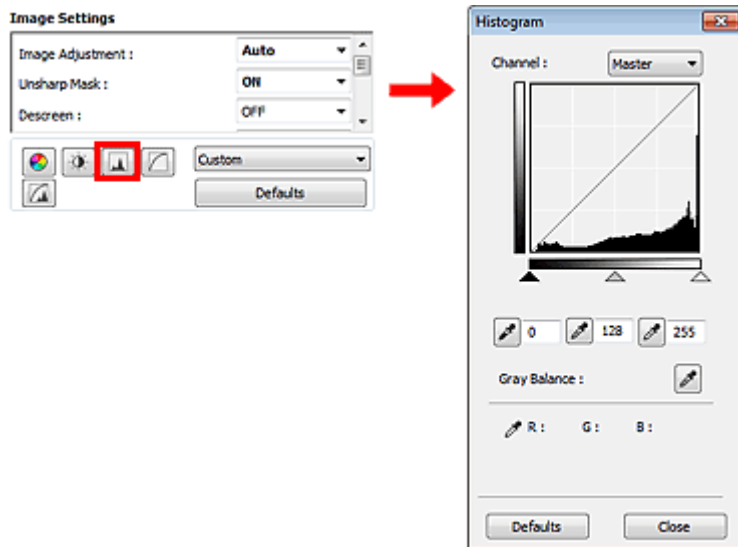 Image Settings
Image Adjustment : Auto
Unsharp Mask : ON
Descreen : OFF
Custom
Defaults
Histogram
Channel : Master
0 128 255
Gray Balance :
R : G : B :
Defaults Close